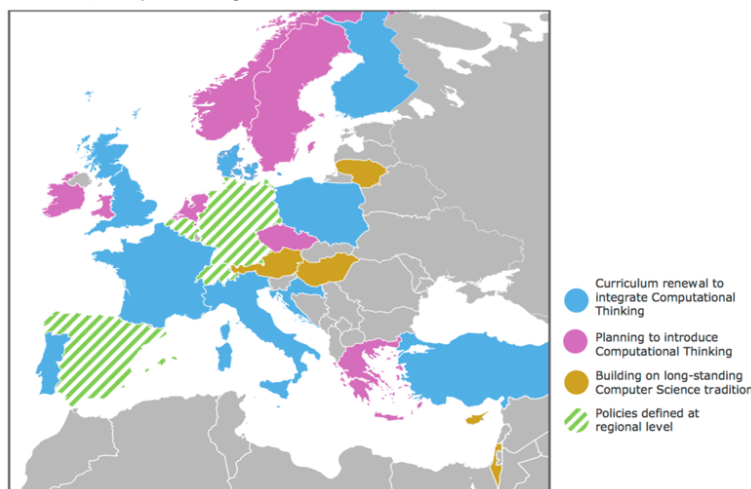 Curriculum renewal to
integrate Computational
Thinking
Planning to introduce
Computational Thinking
Building on long-standing
Computer Science tradition
Policies defined at
regional level